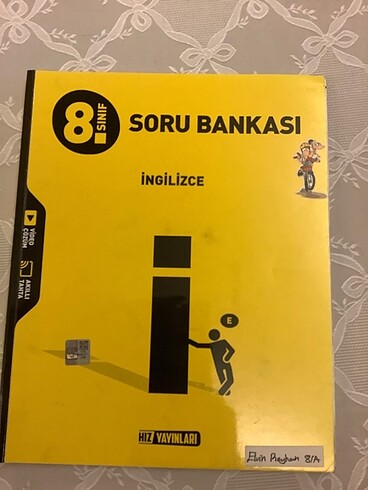 8. SINIF
SORU BANKASI
İNGİLİZCE
VİDEO
ÇÖZÜM
AKILLI
TAHTA
E
HIZ YAYINLARI
8/A